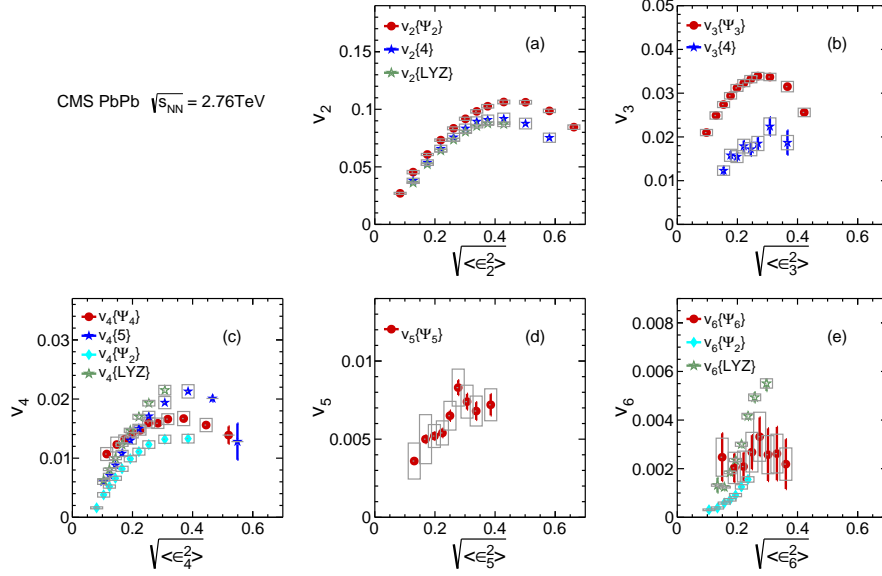 CMS PbPb √s_NN = 2.76TeV
v₂{Ψ₂}
v₂{4}
v₂{LYZ}
(a)
v₂
0.15
0.1
0.05
0
0 0.2 0.4 0.6
√<ϵ₂²>
v₃{Ψ₃}
v₃{4}
(b)
v₃
0.05
0.04
0.03
0.02
0.01
0
0.2 0.4 0.6
√<ϵ₃²>
v₄{Ψ₄}
v₄{5}
v₄{Ψ₂}
v₄{LYZ}
(c)
v₄
0.03
0.02
0.01
0
0 0.2 0.4 0.6
√<ϵ₄²>
v₅{Ψ₅}
(d)
v₅
0.01
0.005
0
0 0.2 0.4 0.6
√<ϵ₅²>
v₆{Ψ₆}
v₆{Ψ₂}
v₆{LYZ}
(e)
v₆
0.008
0.006
0.004
0.002
0
0 0.2 0.4 0.6
√<ϵ₆²>